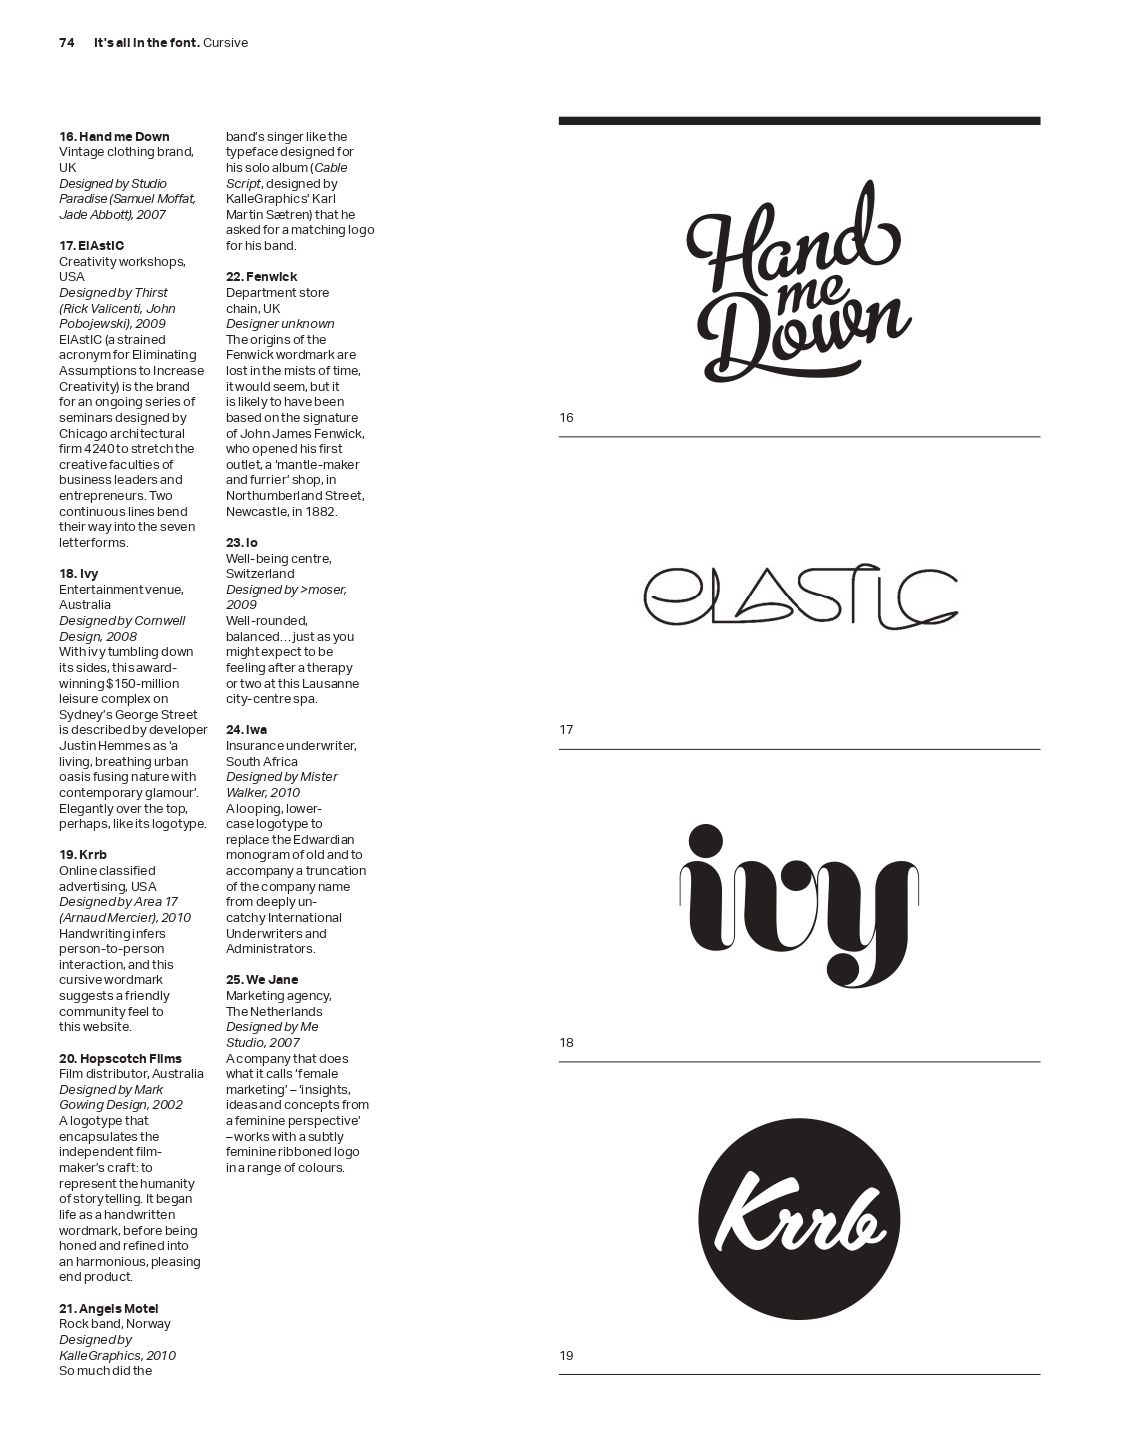 74 It's all in the font. Cursive
16. Hand me Down
Vintage clothing brand,
UK
Designed by Studio
Paradise (Samuel Moffat,
Jade Abbott), 2007
17. ElAstIC
Creativity workshops,
USA
Designed by Thirst
(Rick Valicenti, John
Pobojewski), 2009
ElAstIC (a strained
acronym for Eliminating
Assumptions to Increase
Creativity) is the brand
for an ongoing series of
seminars designed by
Chicago architectural
firm 4240 to stretch the
creative faculties of
business leaders and
entrepreneurs. Two
continuous lines bend
their way into the seven
letterforms.
18. Ivy
Entertainment venue,
Australia
Designed by Cornwell
Design, 2008
With ivy tumbling down
its sides, this award-
winning $150-million
leisure complex on
Sydney's George Street
is described by developer
Justin Hemmes as ‘a
living, breathing urban
oasis fusing nature with
contemporary glamour’.
Elegantly over the top,
perhaps, like its logotype.
19. Krrb
Online classified
advertising, USA
Designed by Area 17
(Arnaud Mercier), 2010
Handwriting infers
person-to-person
interaction, and this
cursive wordmark
suggests a friendly
community feel to
this website.
20. Hopscotch Films
Film distributor, Australia
Designed by Mark
Gowing Design, 2002
A logotype that
encapsulates the
independent film-
maker's craft: to
represent the humanity
of storytelling. It began
life as a handwritten
wordmark, before being
honed and refined into
an harmonious, pleasing
end product.
21. Angels Motel
Rock band, Norway
Designed by
KalleGraphics, 2010
So much did the
band's singer like the
typeface designed for
his solo album (Cable
Script, designed by
KalleGraphics' Karl
Martin Sætren) that he
asked for a matching logo
for his band.
22. Fenwick
Department store
chain, UK
Designer unknown
The origins of the
Fenwick wordmark are
lost in the mists of time,
it would seem, but it
is likely to have been
based on the signature
of John James Fenwick,
who opened his first
outlet, a ‘mantle-maker
and furrier’ shop, in
Northumberland Street,
Newcastle, in 1882.
23. Io
Well-being centre,
Switzerland
Designed by >moser,
2009
Well-rounded,
balanced... just as you
might expect to be
feeling after a therapy
or two at this Lausanne
city-centre spa.
24. Iwa
Insurance underwriter,
South Africa
Designed by Mister
Walker, 2010
A looping, lower-
case logotype to
replace the Edwardian
monogram of old and to
accompany a truncation
of the company name
from deeply un-
catchy International
Underwriters and
Administrators.
25. We Jane
Marketing agency,
The Netherlands
Designed by Me
Studio, 2007
A company that does
what it calls ‘female
marketing’ – ‘insights,
ideas and concepts from
a feminine perspective’
– works with a subtly
feminine ribboned logo
in a range of colours.
Hand
me
Down
16
elAstIC
17
ivy
18
Krrb
19